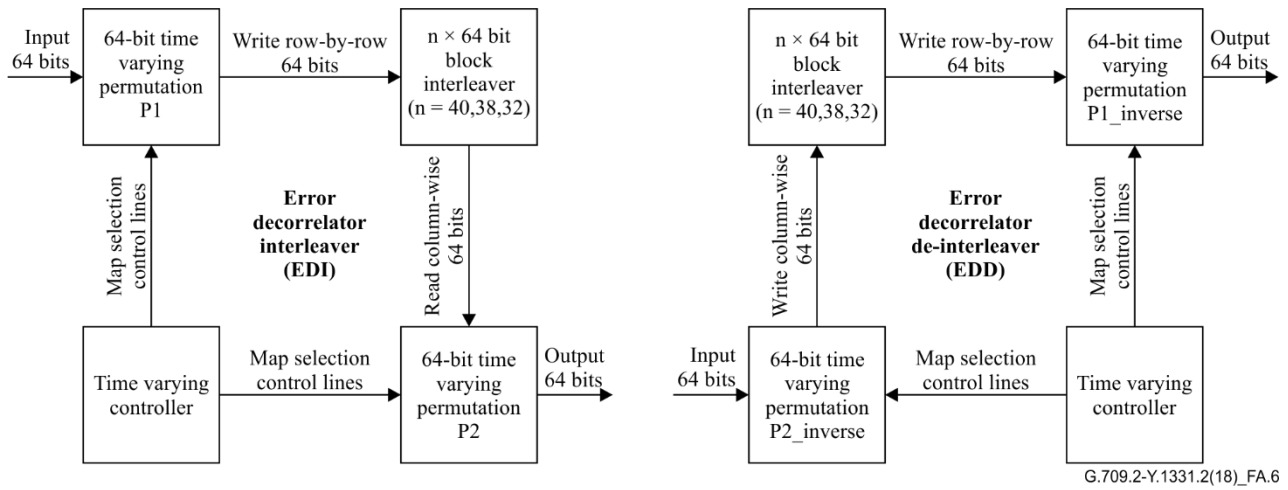 Input
64 bits
64-bit time
varying
permutation
P1
Write row-by-row
64 bits
n × 64 bit
block
interleaver
(n = 40,38,32)
Map selection
control lines
Error
decorrelator
interleaver
(EDI)
Read column-wise
64 bits
Time varying
controller
Map selection
control lines
64-bit time
varying
permutation
P2
Output
64 bits
n × 64 bit
block
interleaver
(n = 40,38,32)
Write row-by-row
64 bits
64-bit time
varying
permutation
P1_inverse
Output
64 bits
Write column-wise
64 bits
Error
decorrelator
de-interleaver
(EDD)
Map selection
control lines
Input
64 bits
64-bit time
varying
permutation
P2_inverse
Map selection
control lines
Time varying
controller
G.709.2-Y.1331.2(18)_FA.6